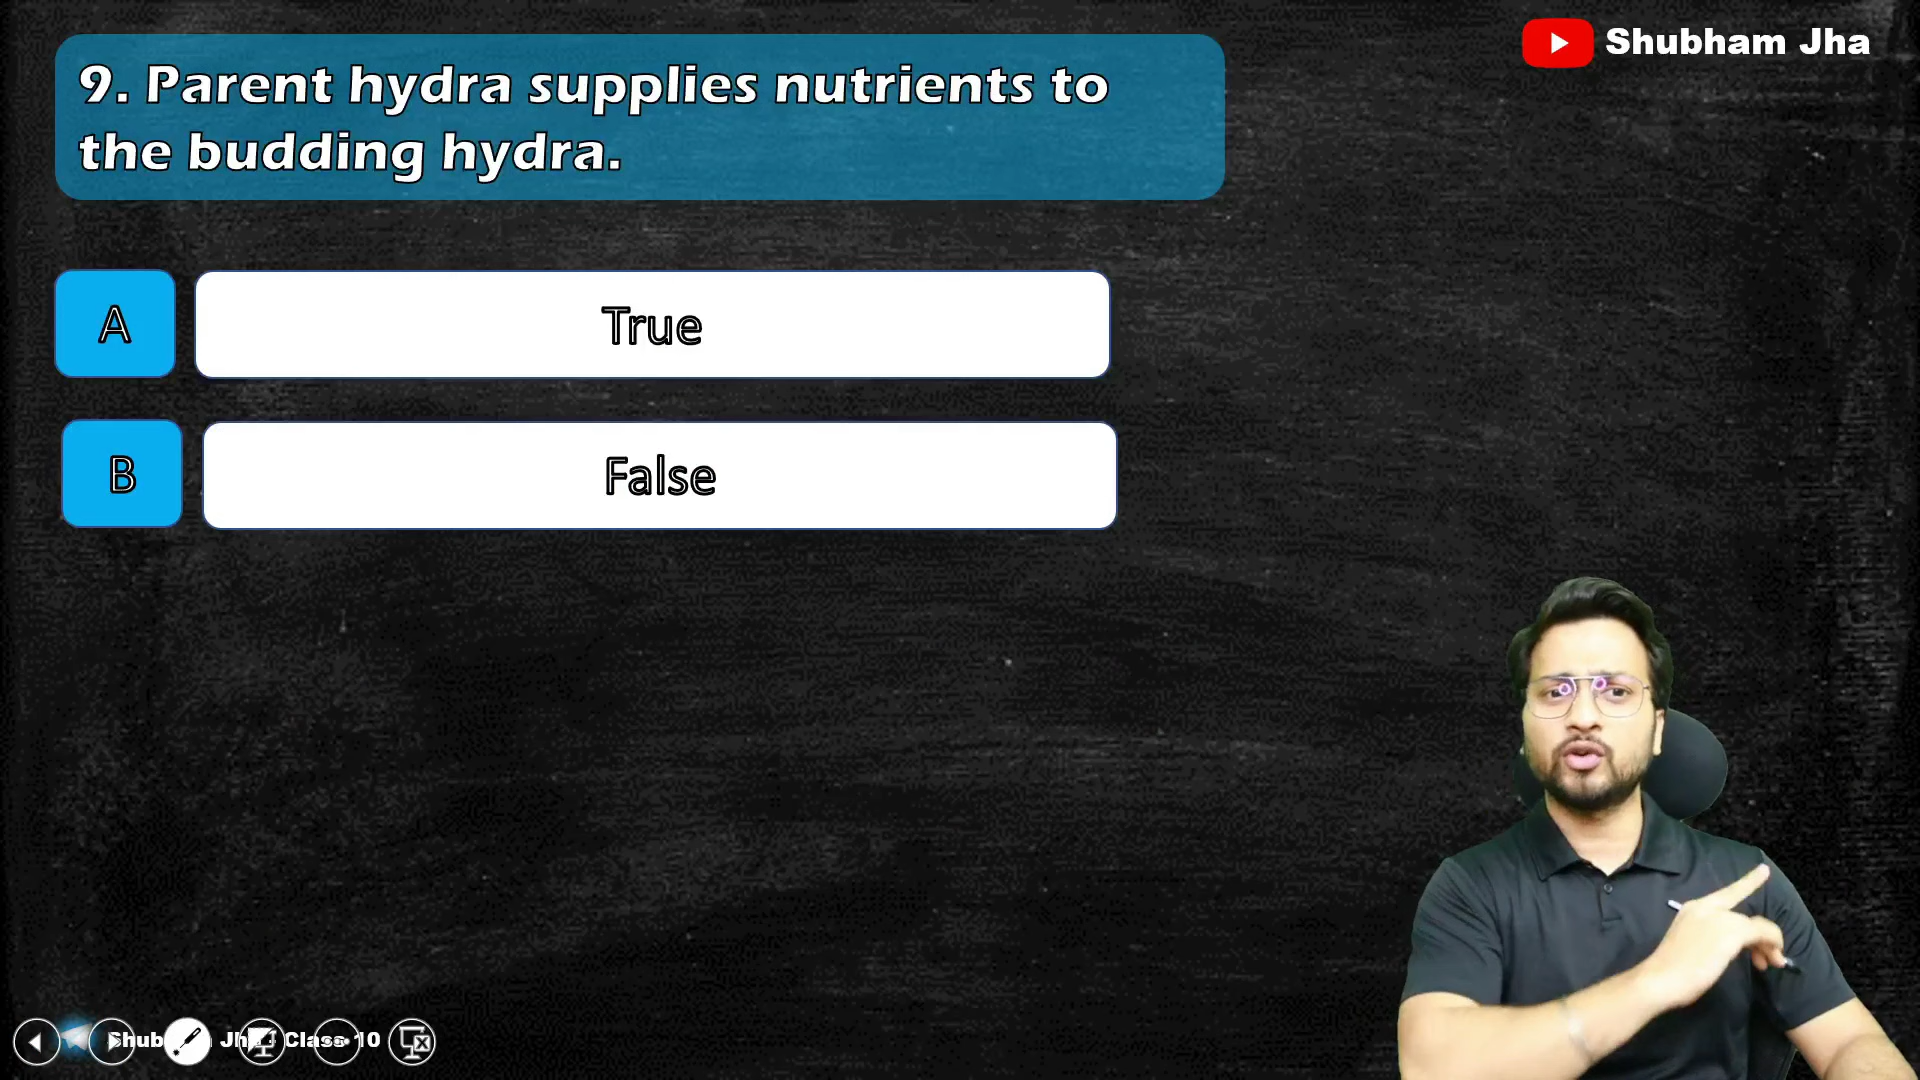 Shubham Jha
9. Parent hydra supplies nutrients to
the budding hydra.
A
True
B
False
Class 10